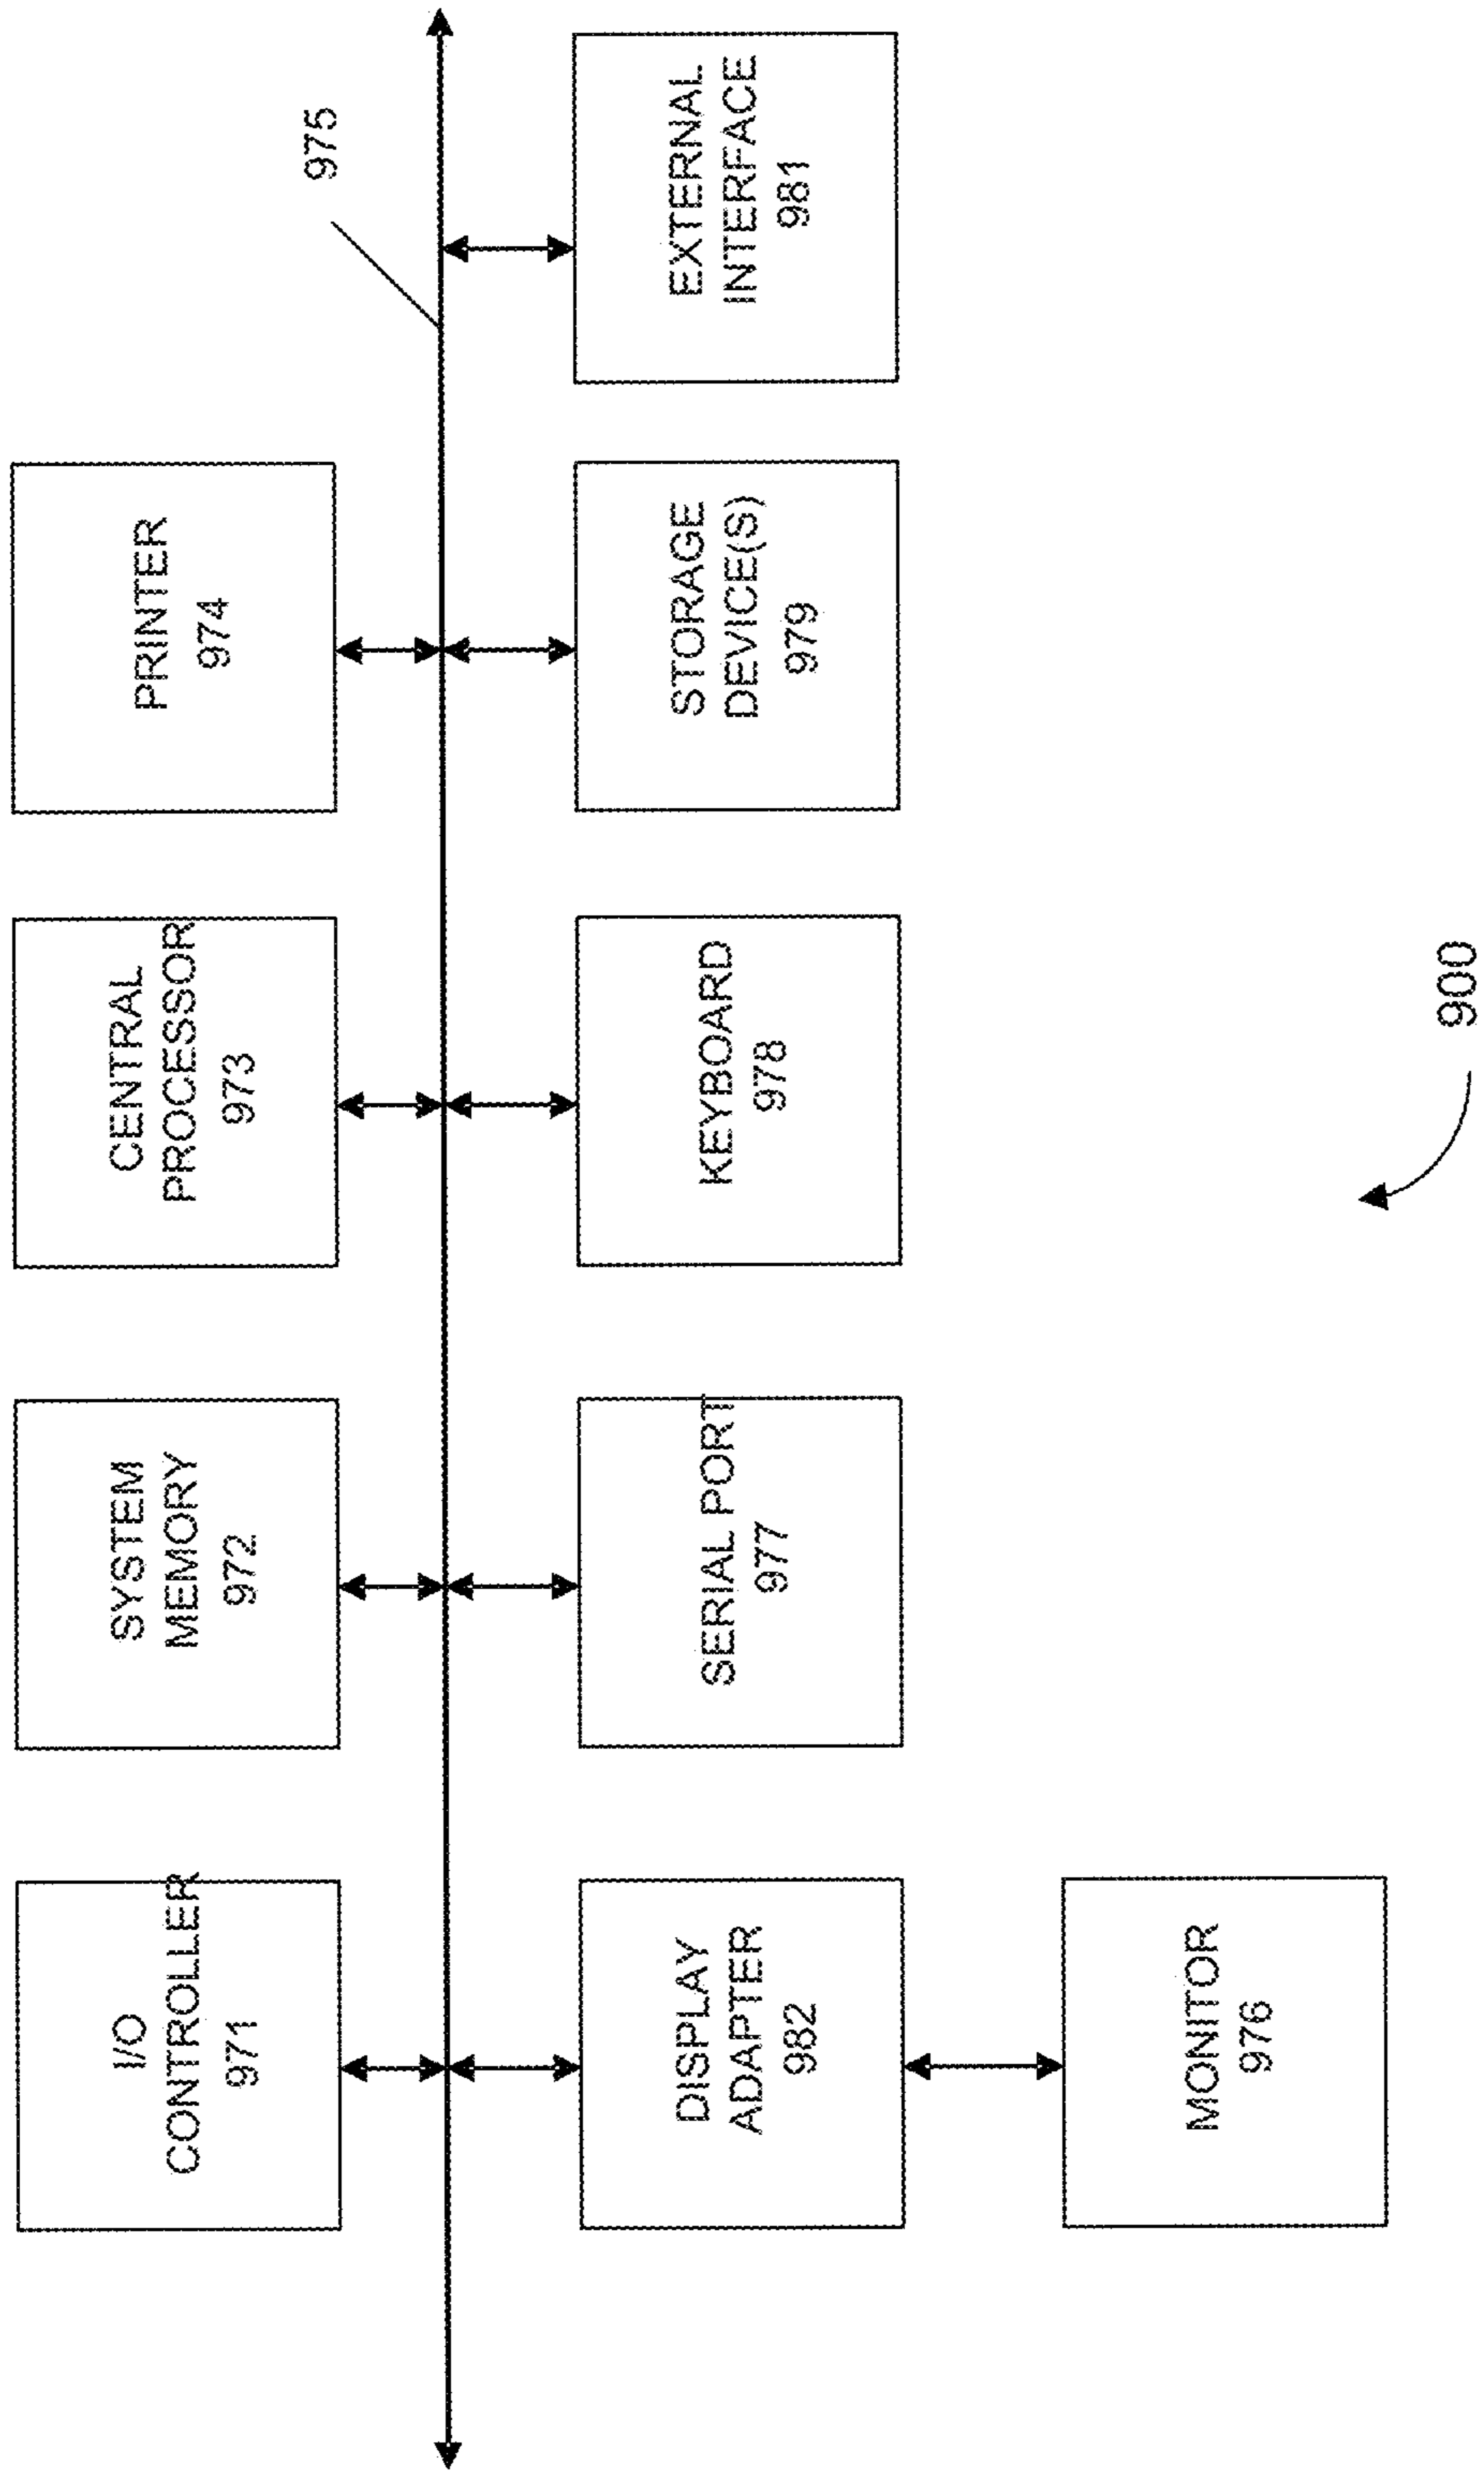 I/O
CONTROLLER
971
SYSTEM
MEMORY
972
CENTRAL
PROCESSOR
973
PRINTER
974
975
DISPLAY
ADAPTER
982
SERIAL PORT
977
KEYBOARD
978
STORAGE
DEVICE(S)
979
EXTERNAL
INTERFACE
981
MONITOR
976
900